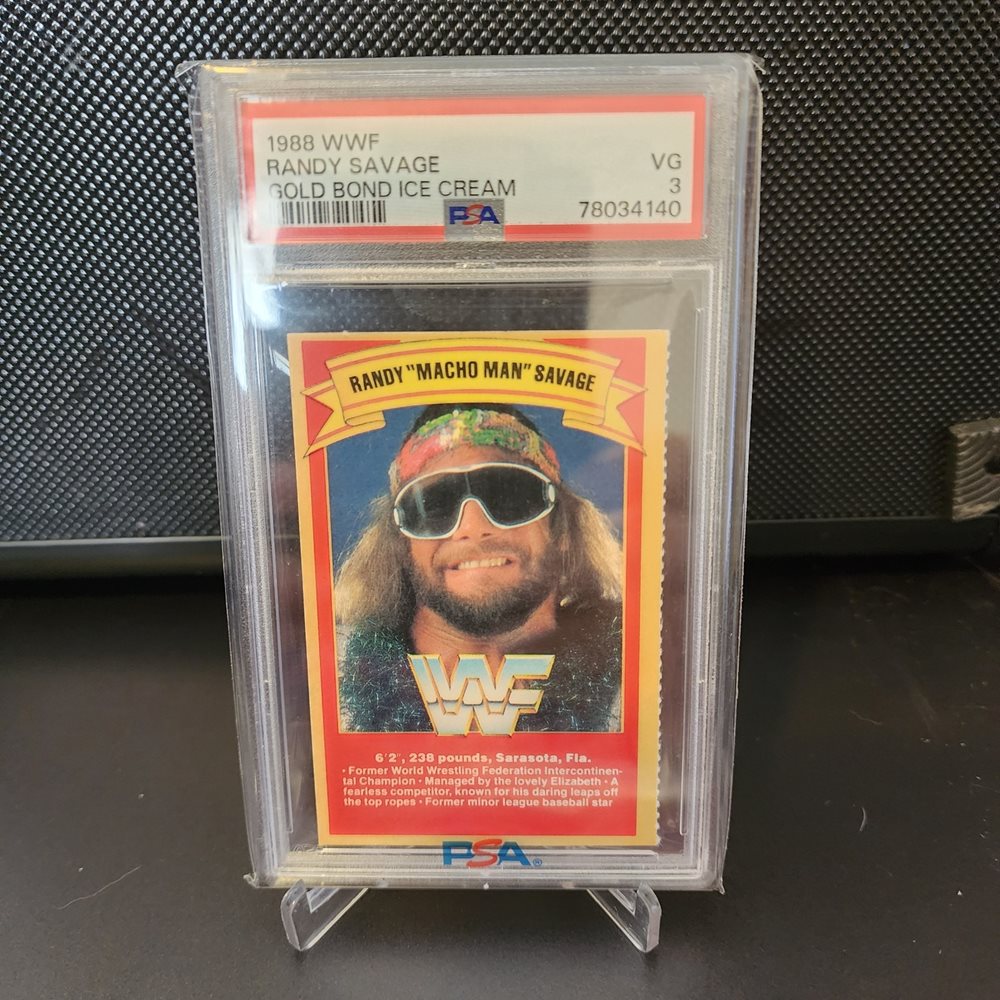 1988 WWF
RANDY SAVAGE VG
GOLD BOND ICE CREAM 3
PSA 78034140
RANDY "MACHO MAN" SAVAGE
WF
6'2", 238 pounds, Sarasota, Fla.
• Former World Wrestling Federation Intercontinen-
tal Champion • Managed by the lovely Elizabeth • A
fearless competitor, known for his daring leaps off
the top ropes • Former minor league baseball star
PSA®